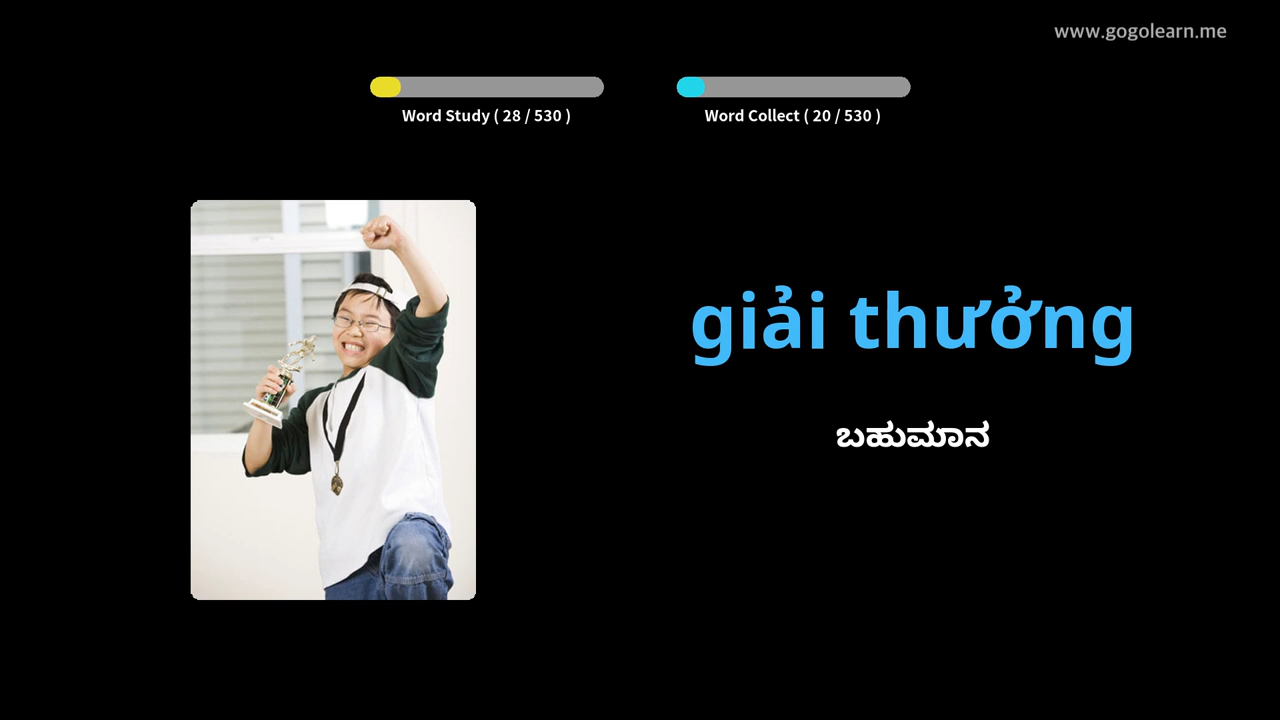 www.gogolearn.me
Word Study ( 28 / 530 )
Word Collect ( 20 / 530 )
giải thưởng
ಬಹುಮಾನ